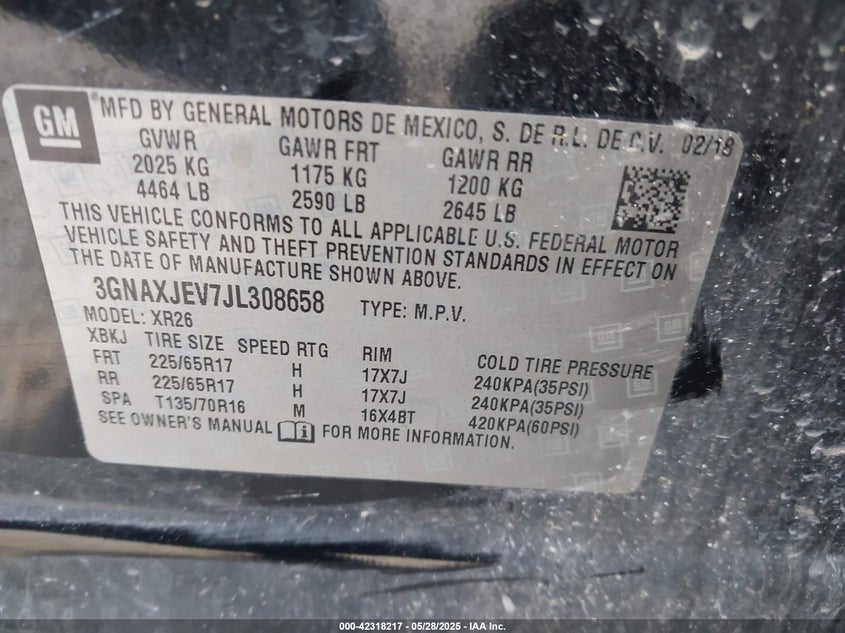 GM
®MFD BY GENERAL MOTORS DE MEXICO, S. DE R.L. DE C.V. 02/18
GVWR GAWR FRT GAWR RR
2025 KG 1175 KG 1200 KG
4464 LB 2590 LB 2645 LB
THIS VEHICLE CONFORMS TO ALL APPLICABLE U.S. FEDERAL MOTOR
VEHICLE SAFETY AND THEFT PREVENTION STANDARDS IN EFFECT ON
THE DATE OF MANUFACTURE SHOWN ABOVE.
3GNAXJEV7JL308658 TYPE: M.P.V.
MODEL: XR26
XBKJ TIRE SIZE SPEED RTG RIM COLD TIRE PRESSURE
FRT 225/65R17 H 17X7J 240KPA(35PSI)
RR 225/65R17 H 17X7J 240KPA(35PSI)
SPA T135/70R16 M 16X4BT 420KPA(60PSI)
SEE OWNER'S MANUAL i FOR MORE INFORMATION.
000-42318217 | 05/28/2025 | IAA Inc.